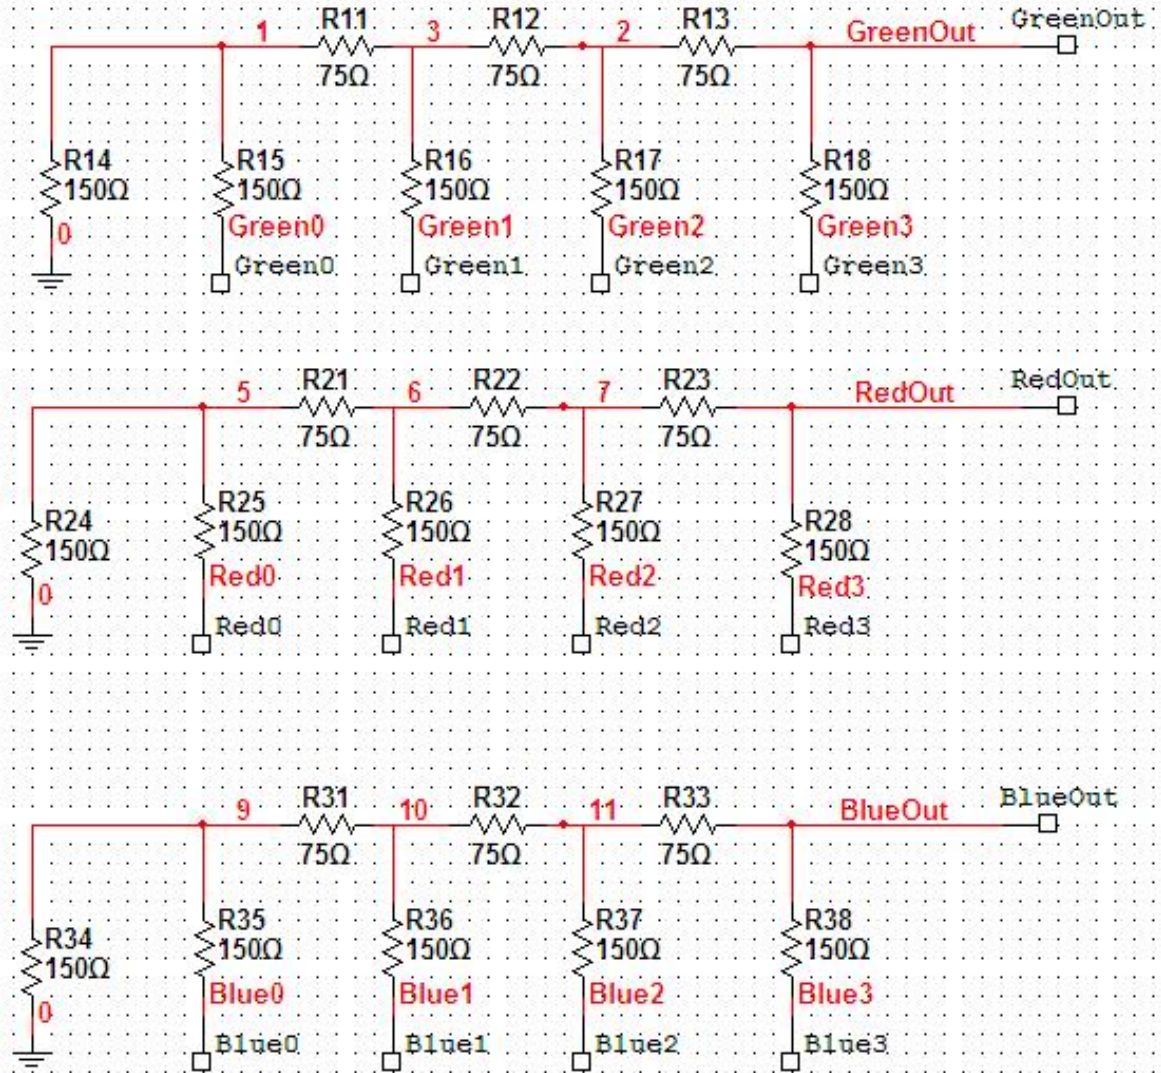 R11 R12 R13 GreenOut
1 3 2 GreenOut
75Ω 75Ω 75Ω
R14 R15 R16 R17 R18
150Ω 150Ω 150Ω 150Ω 150Ω
0 Green0 Green1 Green2 Green3
Green0 Green1 Green2 Green3
R21 R22 R23 RedOut
5 6 7 RedOut
75Ω 75Ω 75Ω
R25 R26 R27
R24 150Ω 150Ω 150Ω R28
150Ω 150Ω
Red0 Red1 Red2 Red3
0
Red0 Red1 Red2 Red3
R31 R32 R33 BlueOut
9 10 11 BlueOut
75Ω 75Ω 75Ω
R35 R36 R37 R38
R34 150Ω 150Ω 150Ω 150Ω
150Ω
Blue0 Blue1 Blue2 Blue3
0
Blue0 Blue1 Blue2 Blue3